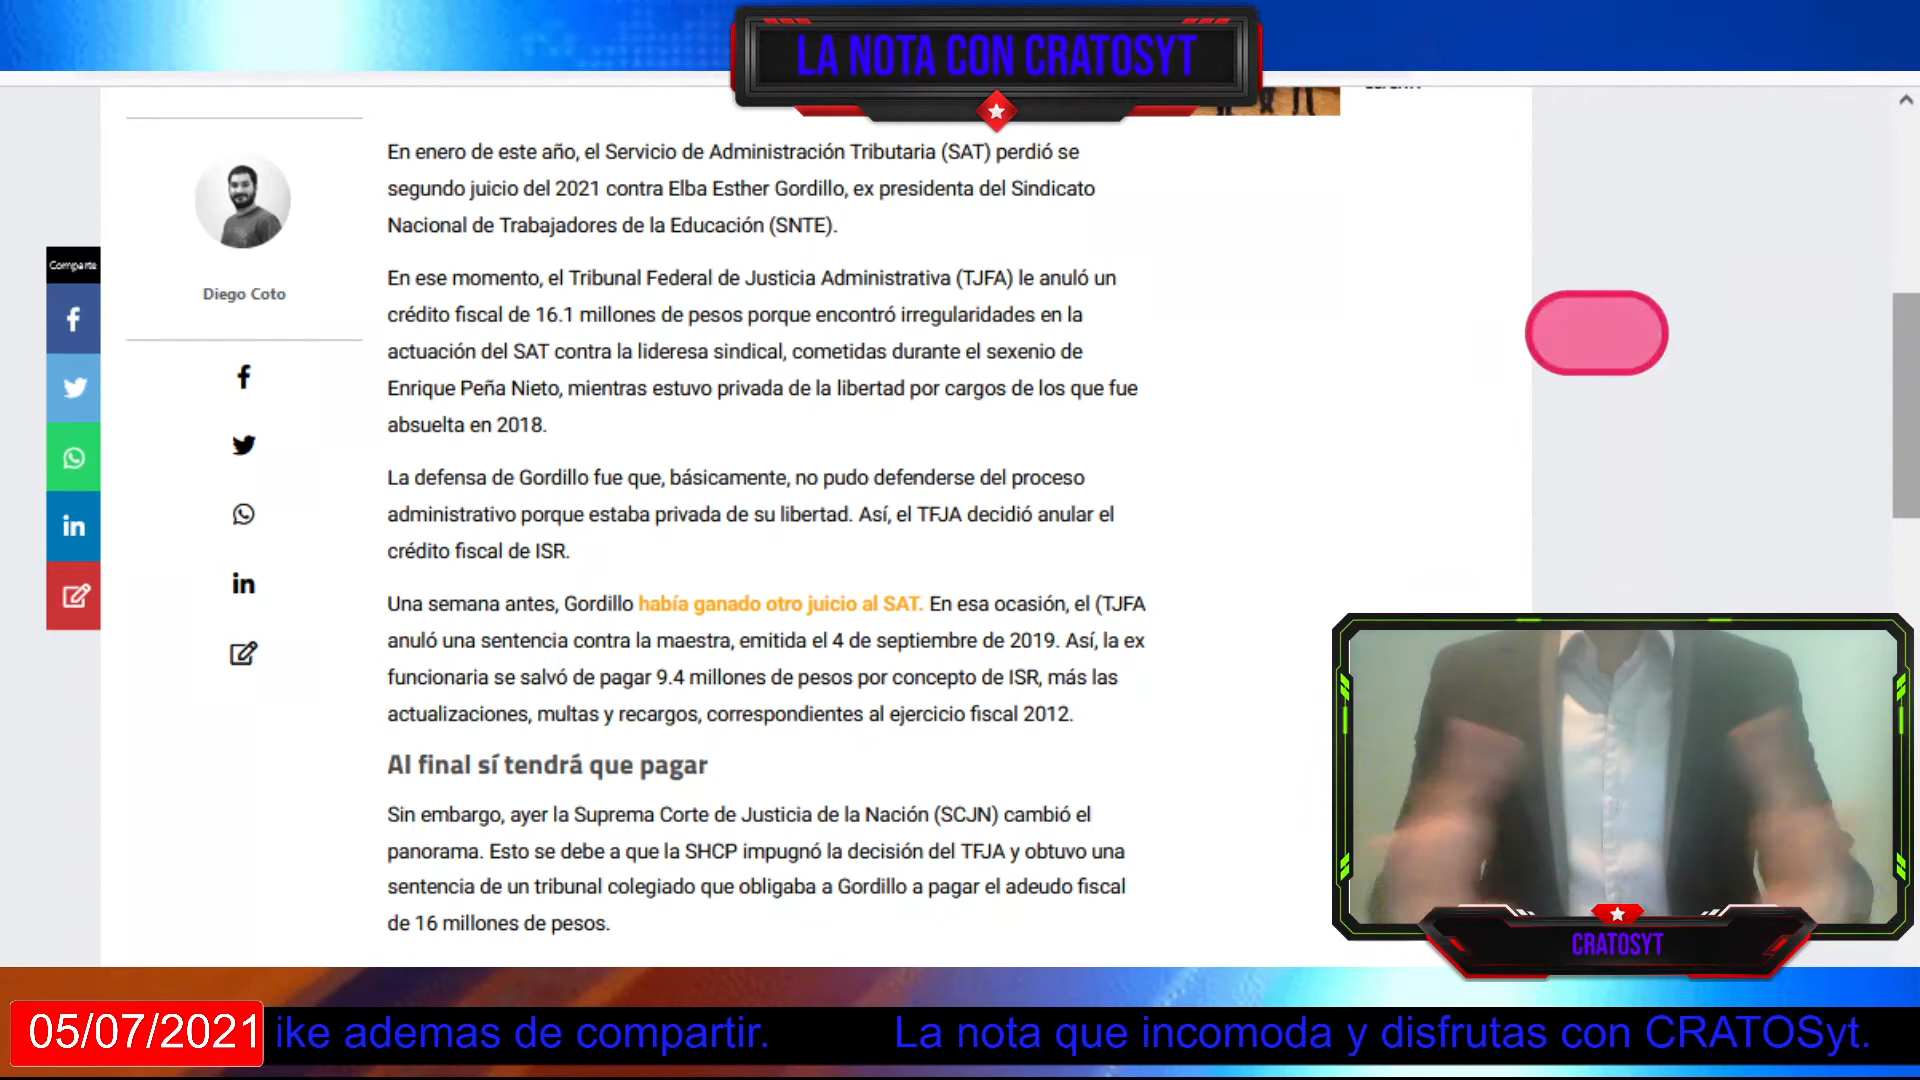 LA NOTA CON CRATOSYT
En enero de este año, el Servicio de Administración Tributaria (SAT) perdió se
segundo juicio del 2021 contra Elba Esther Gordillo, ex presidenta del Sindicato
Nacional de Trabajadores de la Educación (SNTE).
Comparte
Diego Coto
En ese momento, el Tribunal Federal de Justicia Administrativa (TJFA) le anuló un
crédito fiscal de 16.1 millones de pesos porque encontró irregularidades en la
actuación del SAT contra la lideresa sindical, cometidas durante el sexenio de
Enrique Peña Nieto, mientras estuvo privada de la libertad por cargos de los que fue
absuelta en 2018.
La defensa de Gordillo fue que, básicamente, no pudo defenderse del proceso
administrativo porque estaba privada de su libertad. Así, el TFJA decidió anular el
crédito fiscal de ISR.
Una semana antes, Gordillo había ganado otro juicio al SAT. En esa ocasión, el (TJFA
anuló una sentencia contra la maestra, emitida el 4 de septiembre de 2019. Así, la ex
funcionaria se salvó de pagar 9.4 millones de pesos por concepto de ISR, más las
actualizaciones, multas y recargos, correspondientes al ejercicio fiscal 2012.
Al final sí tendrá que pagar
Sin embargo, ayer la Suprema Corte de Justicia de la Nación (SCJN) cambió el
panorama. Esto se debe a que la SHCP impugnó la decisión del TFJA y obtuvo una
sentencia de un tribunal colegiado que obligaba a Gordillo a pagar el adeudo fiscal
de 16 millones de pesos.
CRATOSYT
05/07/2021 ike ademas de compartir. La nota que incomoda y disfrutas con CRATOSyt.